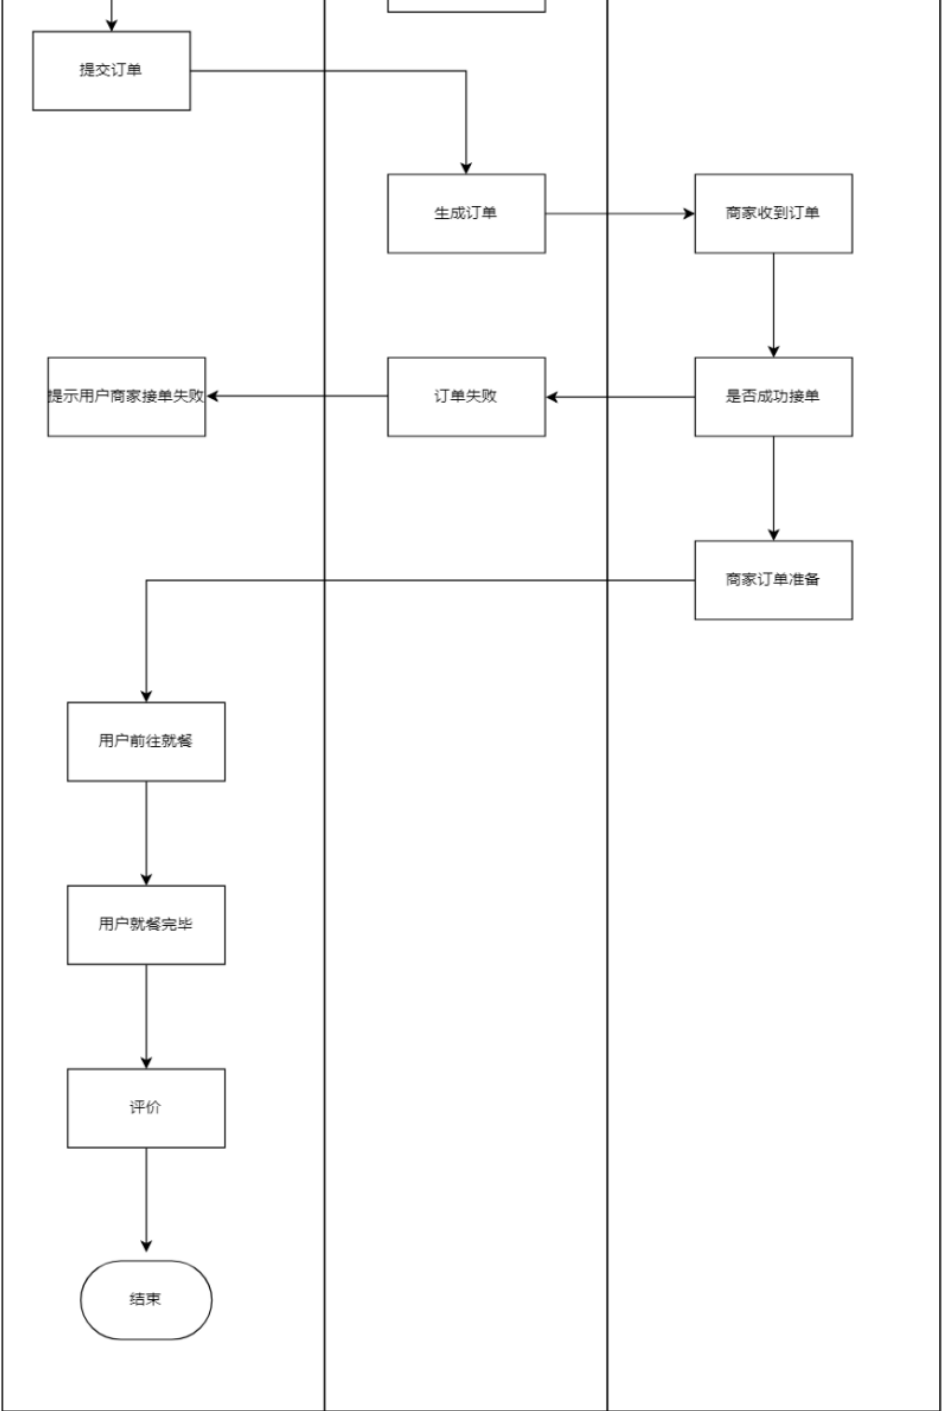 提交订单
生成订单
商家收到订单
提示用户商家接单失败
订单失败
是否成功接单
商家订单准备
用户前往就餐
用户就餐完毕
评价
结束